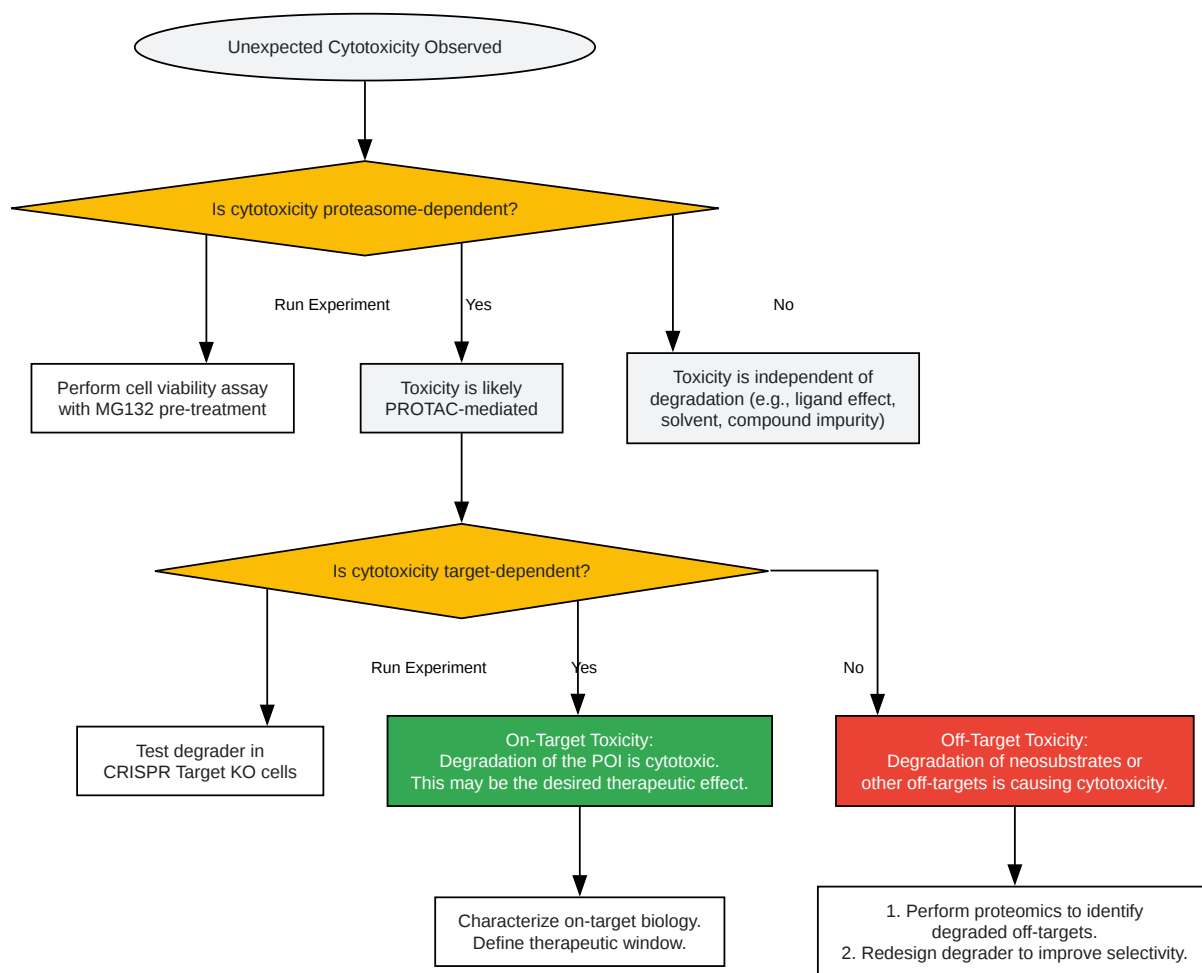 Unexpected Cytotoxicity Observed
Is cytotoxicity proteasome-dependent?
Run Experiment
Yes
No
Perform cell viability assay
with MG132 pre-treatment
Toxicity is likely
PROTAC-mediated
Toxicity is independent of
degradation (e.g., ligand effect,
solvent, compound impurity)
Is cytotoxicity target-dependent?
Run Experiment
Yes
No
Test degrader in
CRISPR Target KO cells
On-Target Toxicity:
Degradation of the POI is cytotoxic.
This may be the desired therapeutic effect.
Off-Target Toxicity:
Degradation of neosubstrates or
other off-targets is causing cytotoxicity.
Characterize on-target biology.
Define therapeutic window.
1. Perform proteomics to identify
degraded off-targets.
2. Redesign degrader to improve selectivity.